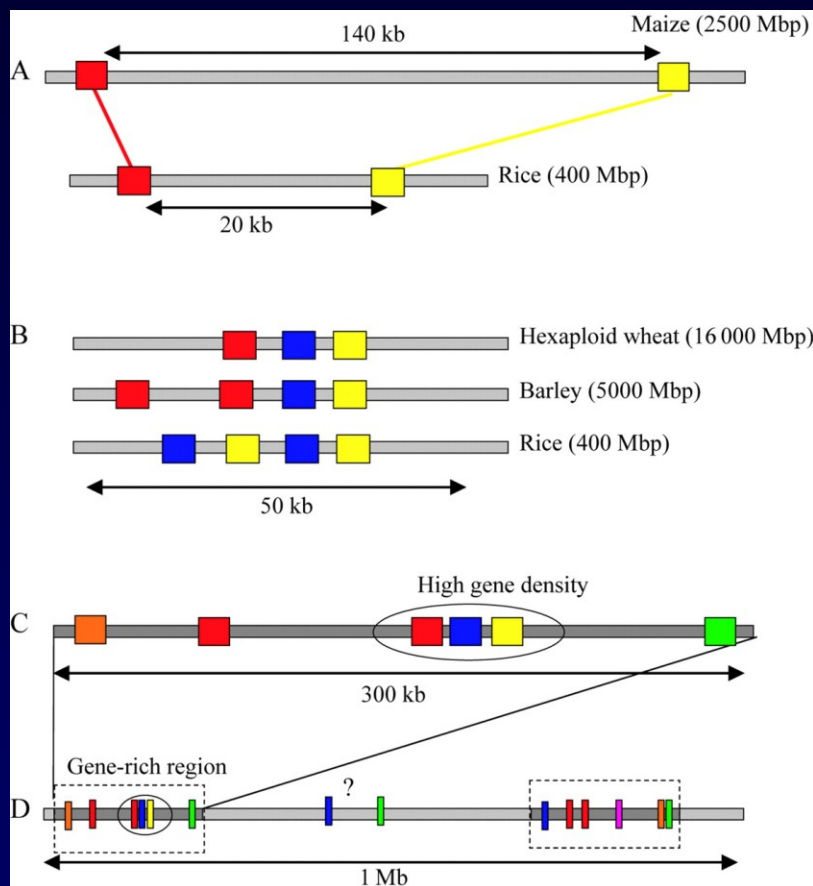 Maize (2500 Mbp)
140 kb
A
Rice (400 Mbp)
20 kb
B
Hexaploid wheat (16 000 Mbp)
Barley (5000 Mbp)
Rice (400 Mbp)
50 kb
High gene density
C
300 kb
Gene-rich region
?
D
1 Mb